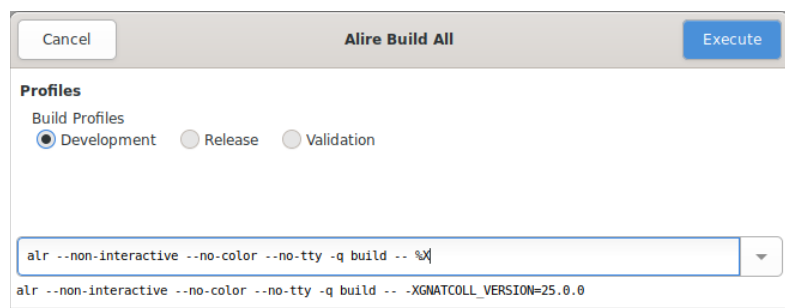 Cancel
Alire Build All
Execute
Profiles
Build Profiles
Development Release Validation
alr --non-interactive --no-color --no-tty -q build -- %X
alr --non-interactive --no-color --no-tty -q build -- -XGNATCOLL_VERSION=25.0.0